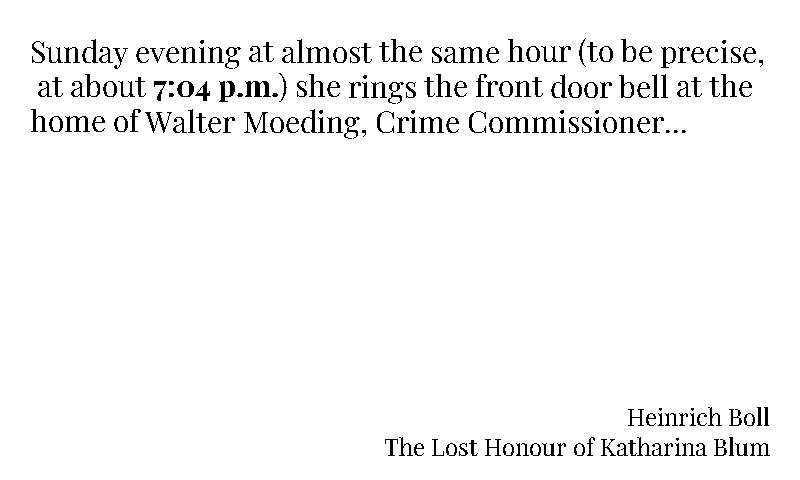 Sunday evening at almost the same hour (to be precise,
at about 7:04 p.m.) she rings the front door bell at the
home of Walter Moeding, Crime Commissioner...
Heinrich Boll
The Lost Honour of Katharina Blum